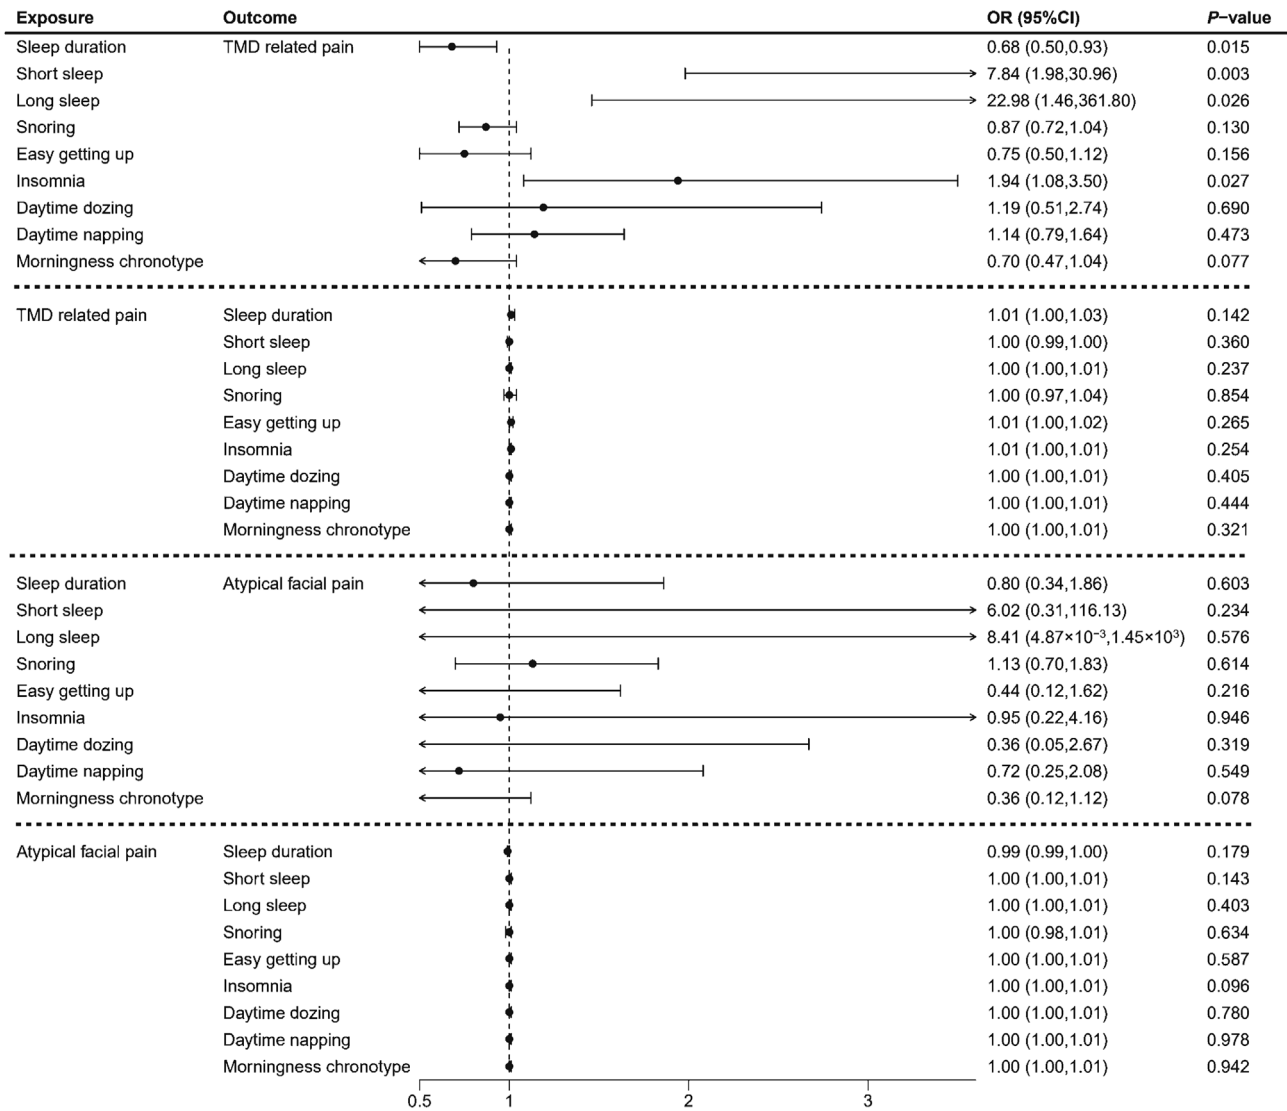 Exposure Outcome OR (95%CI) P−value
Sleep duration TMD related pain 0.68 (0.50,0.93) 0.015
Short sleep 7.84 (1.98,30.96) 0.003
Long sleep 22.98 (1.46,361.80) 0.026
Snoring 0.87 (0.72,1.04) 0.130
Easy getting up 0.75 (0.50,1.12) 0.156
Insomnia 1.94 (1.08,3.50) 0.027
Daytime dozing 1.19 (0.51,2.74) 0.690
Daytime napping 1.14 (0.79,1.64) 0.473
Morningness chronotype 0.70 (0.47,1.04) 0.077
TMD related pain Sleep duration 1.01 (1.00,1.03) 0.142
Short sleep 1.00 (0.99,1.00) 0.360
Long sleep 1.00 (1.00,1.01) 0.237
Snoring 1.00 (0.97,1.04) 0.854
Easy getting up 1.01 (1.00,1.02) 0.265
Insomnia 1.01 (1.00,1.01) 0.254
Daytime dozing 1.00 (1.00,1.01) 0.405
Daytime napping 1.00 (1.00,1.01) 0.444
Morningness chronotype 1.00 (1.00,1.01) 0.321
Sleep duration Atypical facial pain 0.80 (0.34,1.86) 0.603
Short sleep 6.02 (0.31,116.13) 0.234
Long sleep 8.41 (4.87×10⁻³,1.45×10³) 0.576
Snoring 1.13 (0.70,1.83) 0.614
Easy getting up 0.44 (0.12,1.62) 0.216
Insomnia 0.95 (0.22,4.16) 0.946
Daytime dozing 0.36 (0.05,2.67) 0.319
Daytime napping 0.72 (0.25,2.08) 0.549
Morningness chronotype 0.36 (0.12,1.12) 0.078
Atypical facial pain Sleep duration 0.99 (0.99,1.00) 0.179
Short sleep 1.00 (1.00,1.01) 0.143
Long sleep 1.00 (1.00,1.01) 0.403
Snoring 1.00 (0.98,1.01) 0.634
Easy getting up 1.00 (1.00,1.01) 0.587
Insomnia 1.00 (1.00,1.01) 0.096
Daytime dozing 1.00 (1.00,1.01) 0.780
Daytime napping 1.00 (1.00,1.01) 0.978
Morningness chronotype 1.00 (1.00,1.01) 0.942
0.5 1 2 3